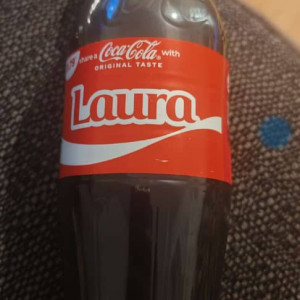 Share a Coca-Cola with
ORIGINAL TASTE
Laura